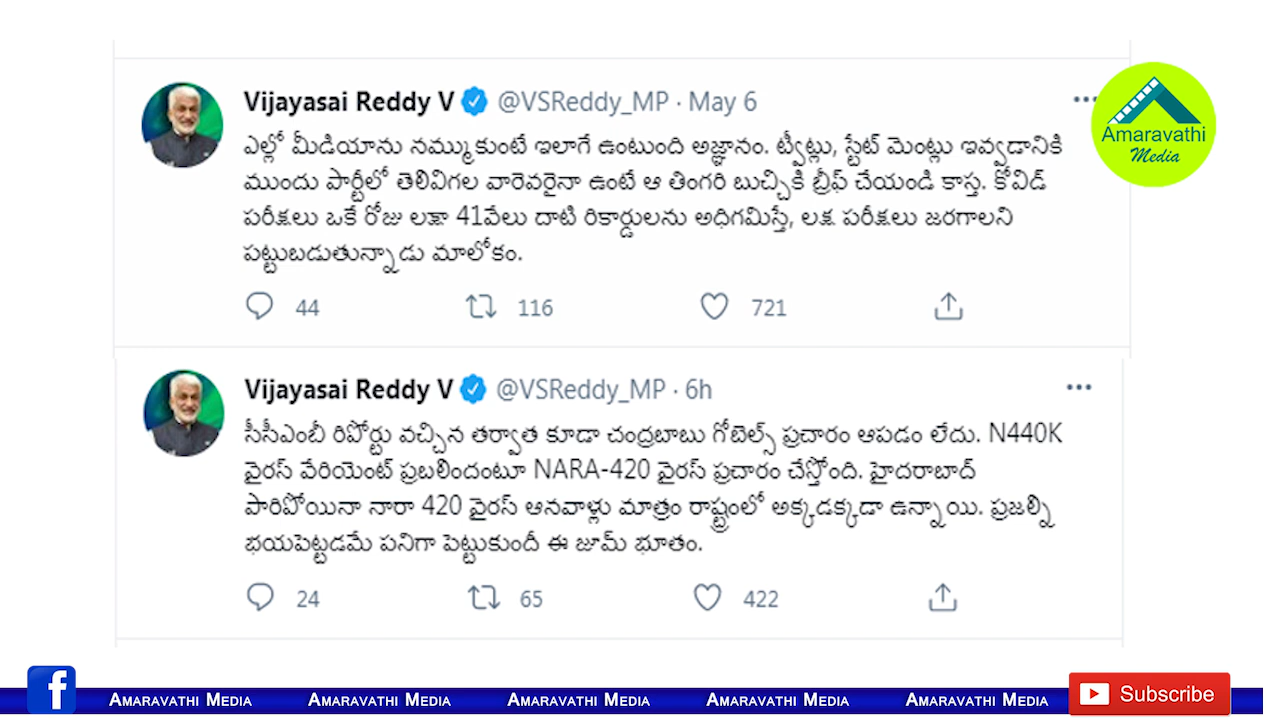 Vijayasai Reddy V @VSReddy_MP · May 6
Amaravathi
Media
ఎల్లో మీడియాను నమ్ముకుంటే ఇలాగే ఉంటుంది అజ్ఞానం. ట్వీట్లు, స్టేట్ మెంట్లు ఇవ్వడానికి
ముందు పార్టీలో తెలివిగల వారెవరైనా ఉంటే ఆ తింగరి బుచ్చికి బ్రీఫ్ చేయండి కాస్త. కోవిడ్
పరీక్షలు ఒకే రోజు లక్షా 41వేలు దాటి రికార్డులను అధిగమిస్తే, లక్ష పరీక్షలు జరగాలని
పట్టుబడుతున్నాడు మాలోకం.
44 116 721
Vijayasai Reddy V @VSReddy_MP · 6h
సీసీఎంబీ రిపోర్టు వచ్చిన తర్వాత కూడా చంద్రబాబు గోబెల్స్ ప్రచారం ఆపడం లేదు. N440K
వైరస్ వేరియెంట్ ప్రబలిందంటూ NARA-420 వైరస్ ప్రచారం చేస్తోంది. హైదరాబాద్
పారిపోయినా నారా 420 వైరస్ ఆనవాళ్లు మాత్రం రాష్ట్రంలో అక్కడక్కడా ఉన్నాయి. ప్రజల్ని
భయపెట్టడమే పనిగా పెట్టుకుందీ ఈ జూమ్ భూతం.
24 65 422
f Amaravathi Media Amaravathi Media Amaravathi Media Amaravathi Media Amaravathi Media Subscribe